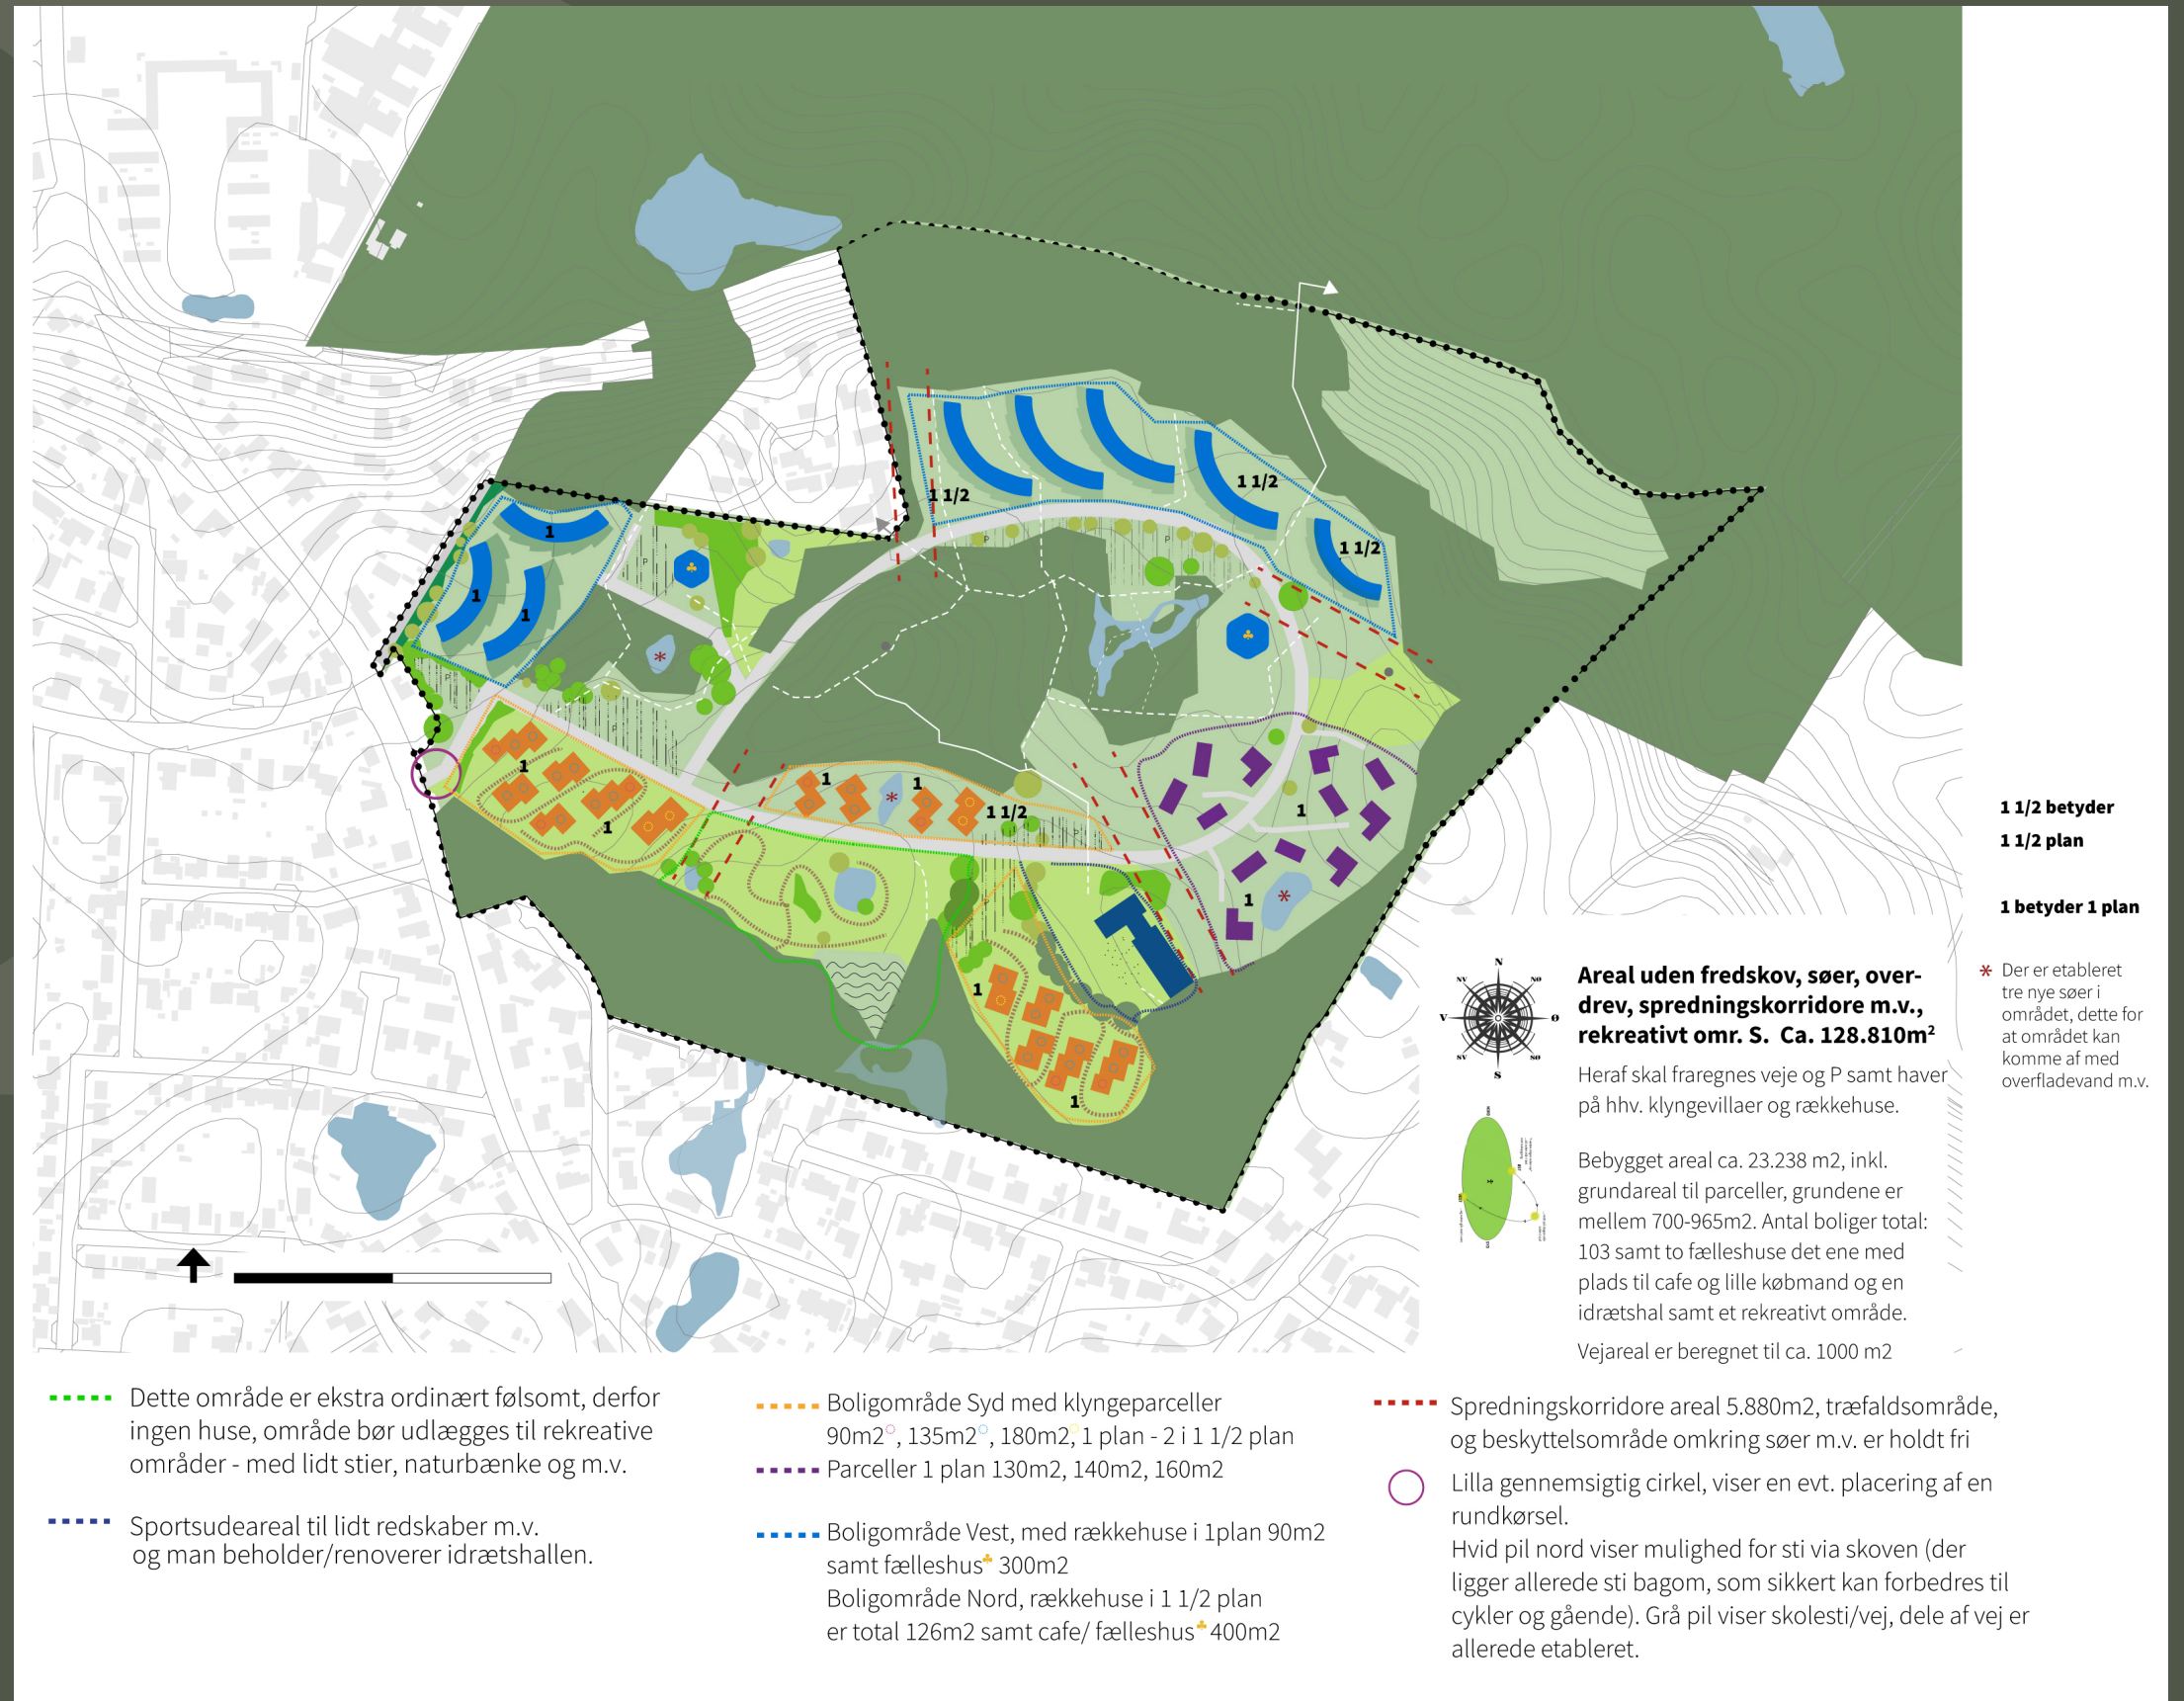 1 1/2
1 1/2
1 1/2
1
1
1
P
P
P
P
P
P
1
1
1
1
1 1/2
1
1
1
1
1 1/2 betyder
1 1/2 plan
1 betyder 1 plan
* Der er etableret
tre nye søer i
området, dette for
at området kan
komme af med
overfladevand m.v.
N
NV
NØ
V
Ø
SV
SØ
S
Areal uden fredskov, søer, over-
drev, spredningskorridore m.v.,
rekreativt omr. S. Ca. 128.810m²
Heraf skal fraregnes veje og P samt haver
på hhv. klyngevillaer og rækkehuse.
Bebygget areal ca. 23.238 m2, inkl.
grundareal til parceller, grundene er
mellem 700-965m2. Antal boliger total:
103 samt to fælleshuse det ene med
plads til cafe og lille købmand og en
idrætshal samt et rekreativt område.
Vejareal er beregnet til ca. 1000 m2
Dette område er ekstra ordinært følsomt, derfor
ingen huse, område bør udlægges til rekreative
områder - med lidt stier, naturbænke og m.v.
Sportsudeareal til lidt redskaber m.v.
og man beholder/renoverer idrætshallen.
Boligområde Syd med klyngeparceller
90m2, 135m2, 180m2, 1 plan - 2 i 1 1/2 plan
Parceller 1 plan 130m2, 140m2, 160m2
Boligområde Vest, med rækkehuse i 1plan 90m2
samt fælleshus 300m2
Boligområde Nord, rækkehuse i 1 1/2 plan
er total 126m2 samt cafe/ fælleshus 400m2
Spredningskorridore areal 5.880m2, træfaldsområde,
og beskyttelsområde omkring søer m.v. er holdt fri
Lilla gennemsigtig cirkel, viser en evt. placering af en
rundkørsel.
Hvid pil nord viser mulighed for sti via skoven (der
ligger allerede sti bagom, som sikkert kan forbedres til
cykler og gående). Grå pil viser skolesti/vej, dele af vej er
allerede etableret.